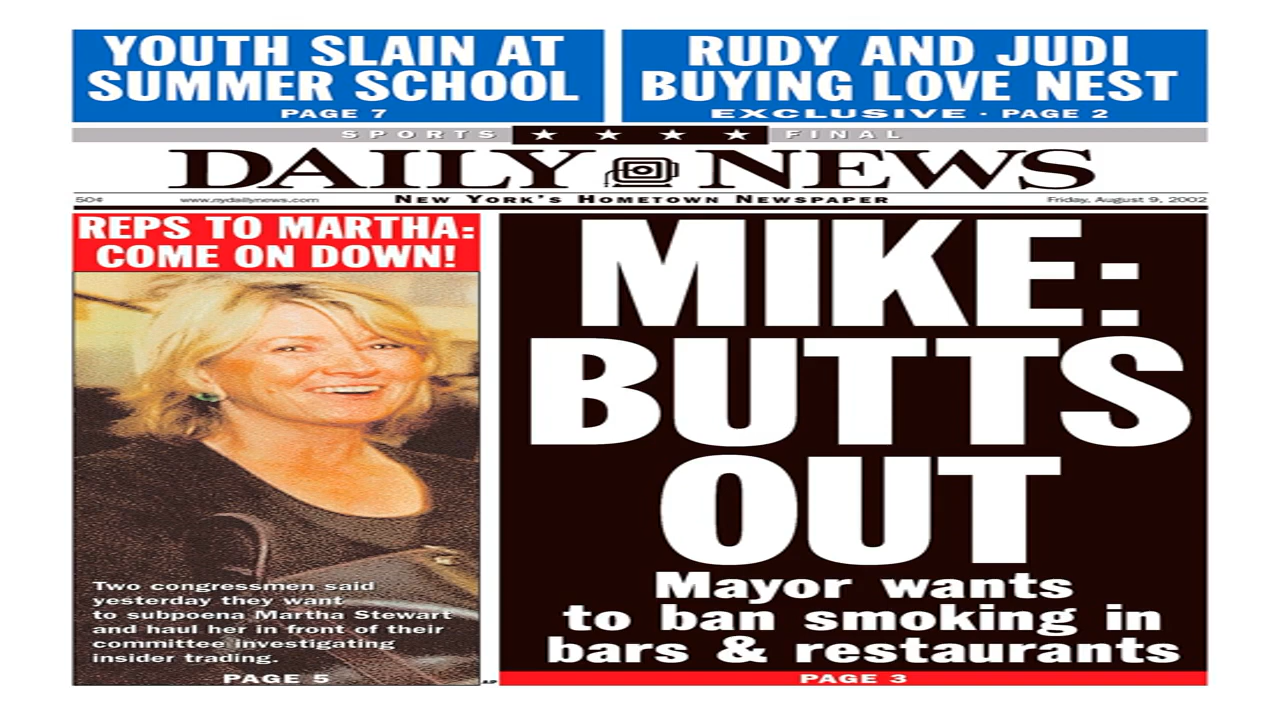 YOUTH SLAIN AT
SUMMER SCHOOL
PAGE 7
RUDY AND JUDI
BUYING LOVE NEST
EXCLUSIVE · PAGE 2
SPORTS ★ ★ ★ ★ FINAL
DAILY NEWS
50¢ www.nydailynews.com NEW YORK'S HOMETOWN NEWSPAPER Friday, August 9, 2002
REPS TO MARTHA:
COME ON DOWN!
Two congressmen said
yesterday they want
to subpoena Martha Stewart
and haul her in front of their
committee investigating
insider trading.
PAGE 5
AP
MIKE:
BUTTS
OUT
Mayor wants
to ban smoking in
bars & restaurants
PAGE 3